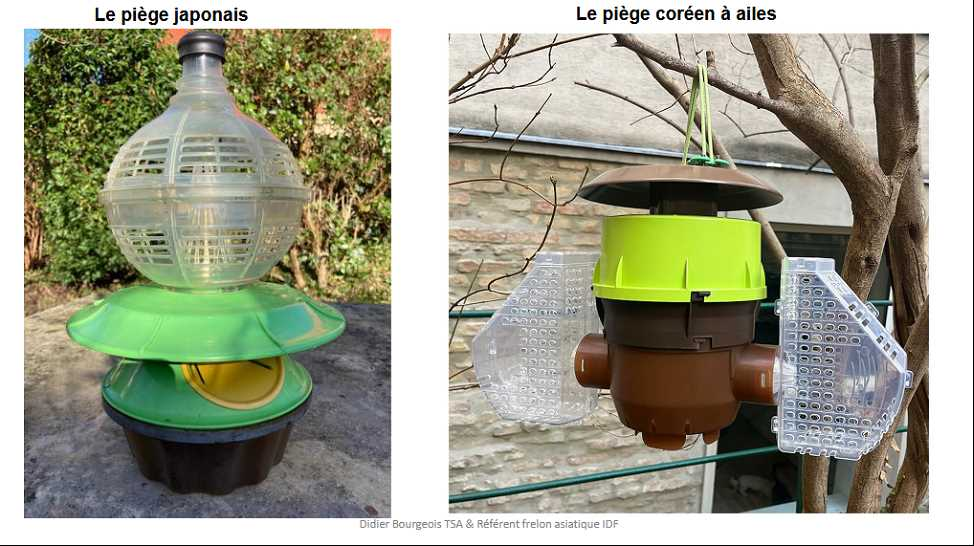 Le piège japonais
Le piège coréen à ailes
Didier Bourgeois TSA & Référent frelon asiatique IDF